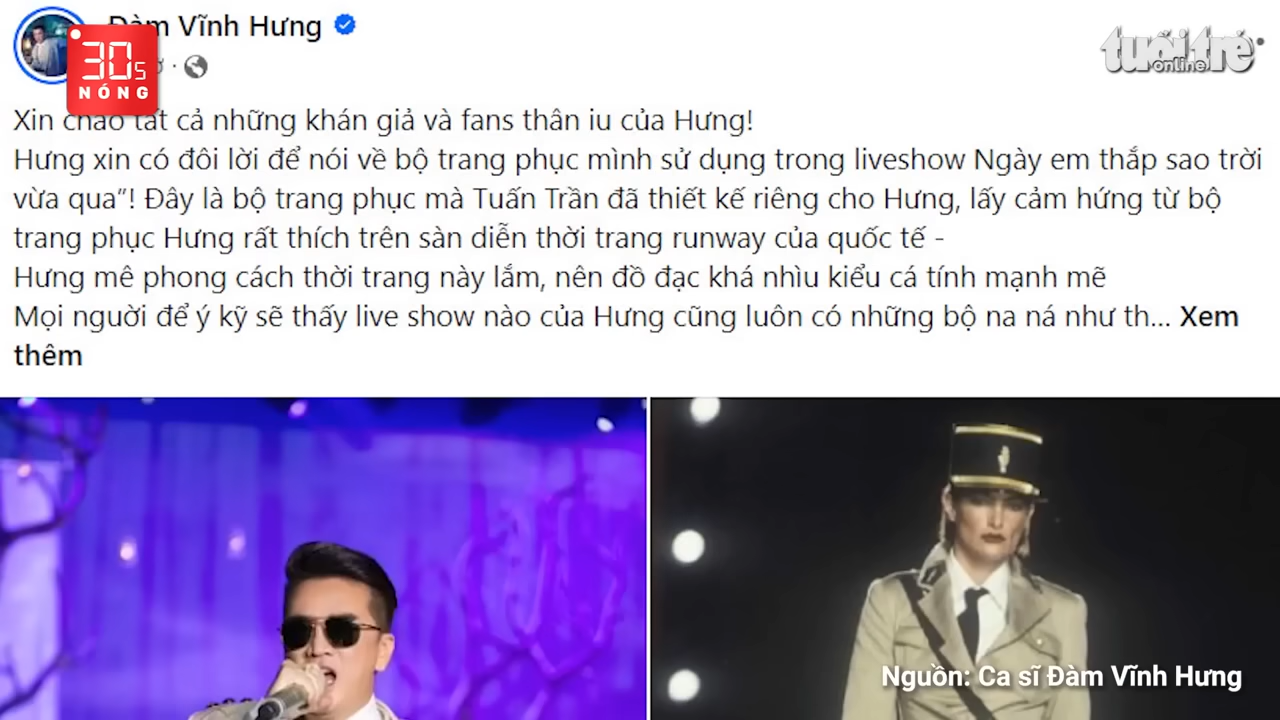 Đàm Vĩnh Hưng
30s
NÓNG
tuổi trẻ
online
Xin chào tất cả những khán giả và fans thân iu của Hưng!
Hưng xin có đôi lời để nói về bộ trang phục mình sử dụng trong liveshow Ngày em thắp sao trời
vừa qua”! Đây là bộ trang phục mà Tuấn Trần đã thiết kế riêng cho Hưng, lấy cảm hứng từ bộ
trang phục Hưng rất thích trên sàn diễn thời trang runway của quốc tế -
Hưng mê phong cách thời trang này lắm, nên đồ đạc khá nhìu kiểu cá tính mạnh mẽ
Mọi nguời để ý kỹ sẽ thấy live show nào của Hưng cũng luôn có những bộ na ná như th... Xem
thêm
Nguồn: Ca sĩ Đàm Vĩnh Hưng